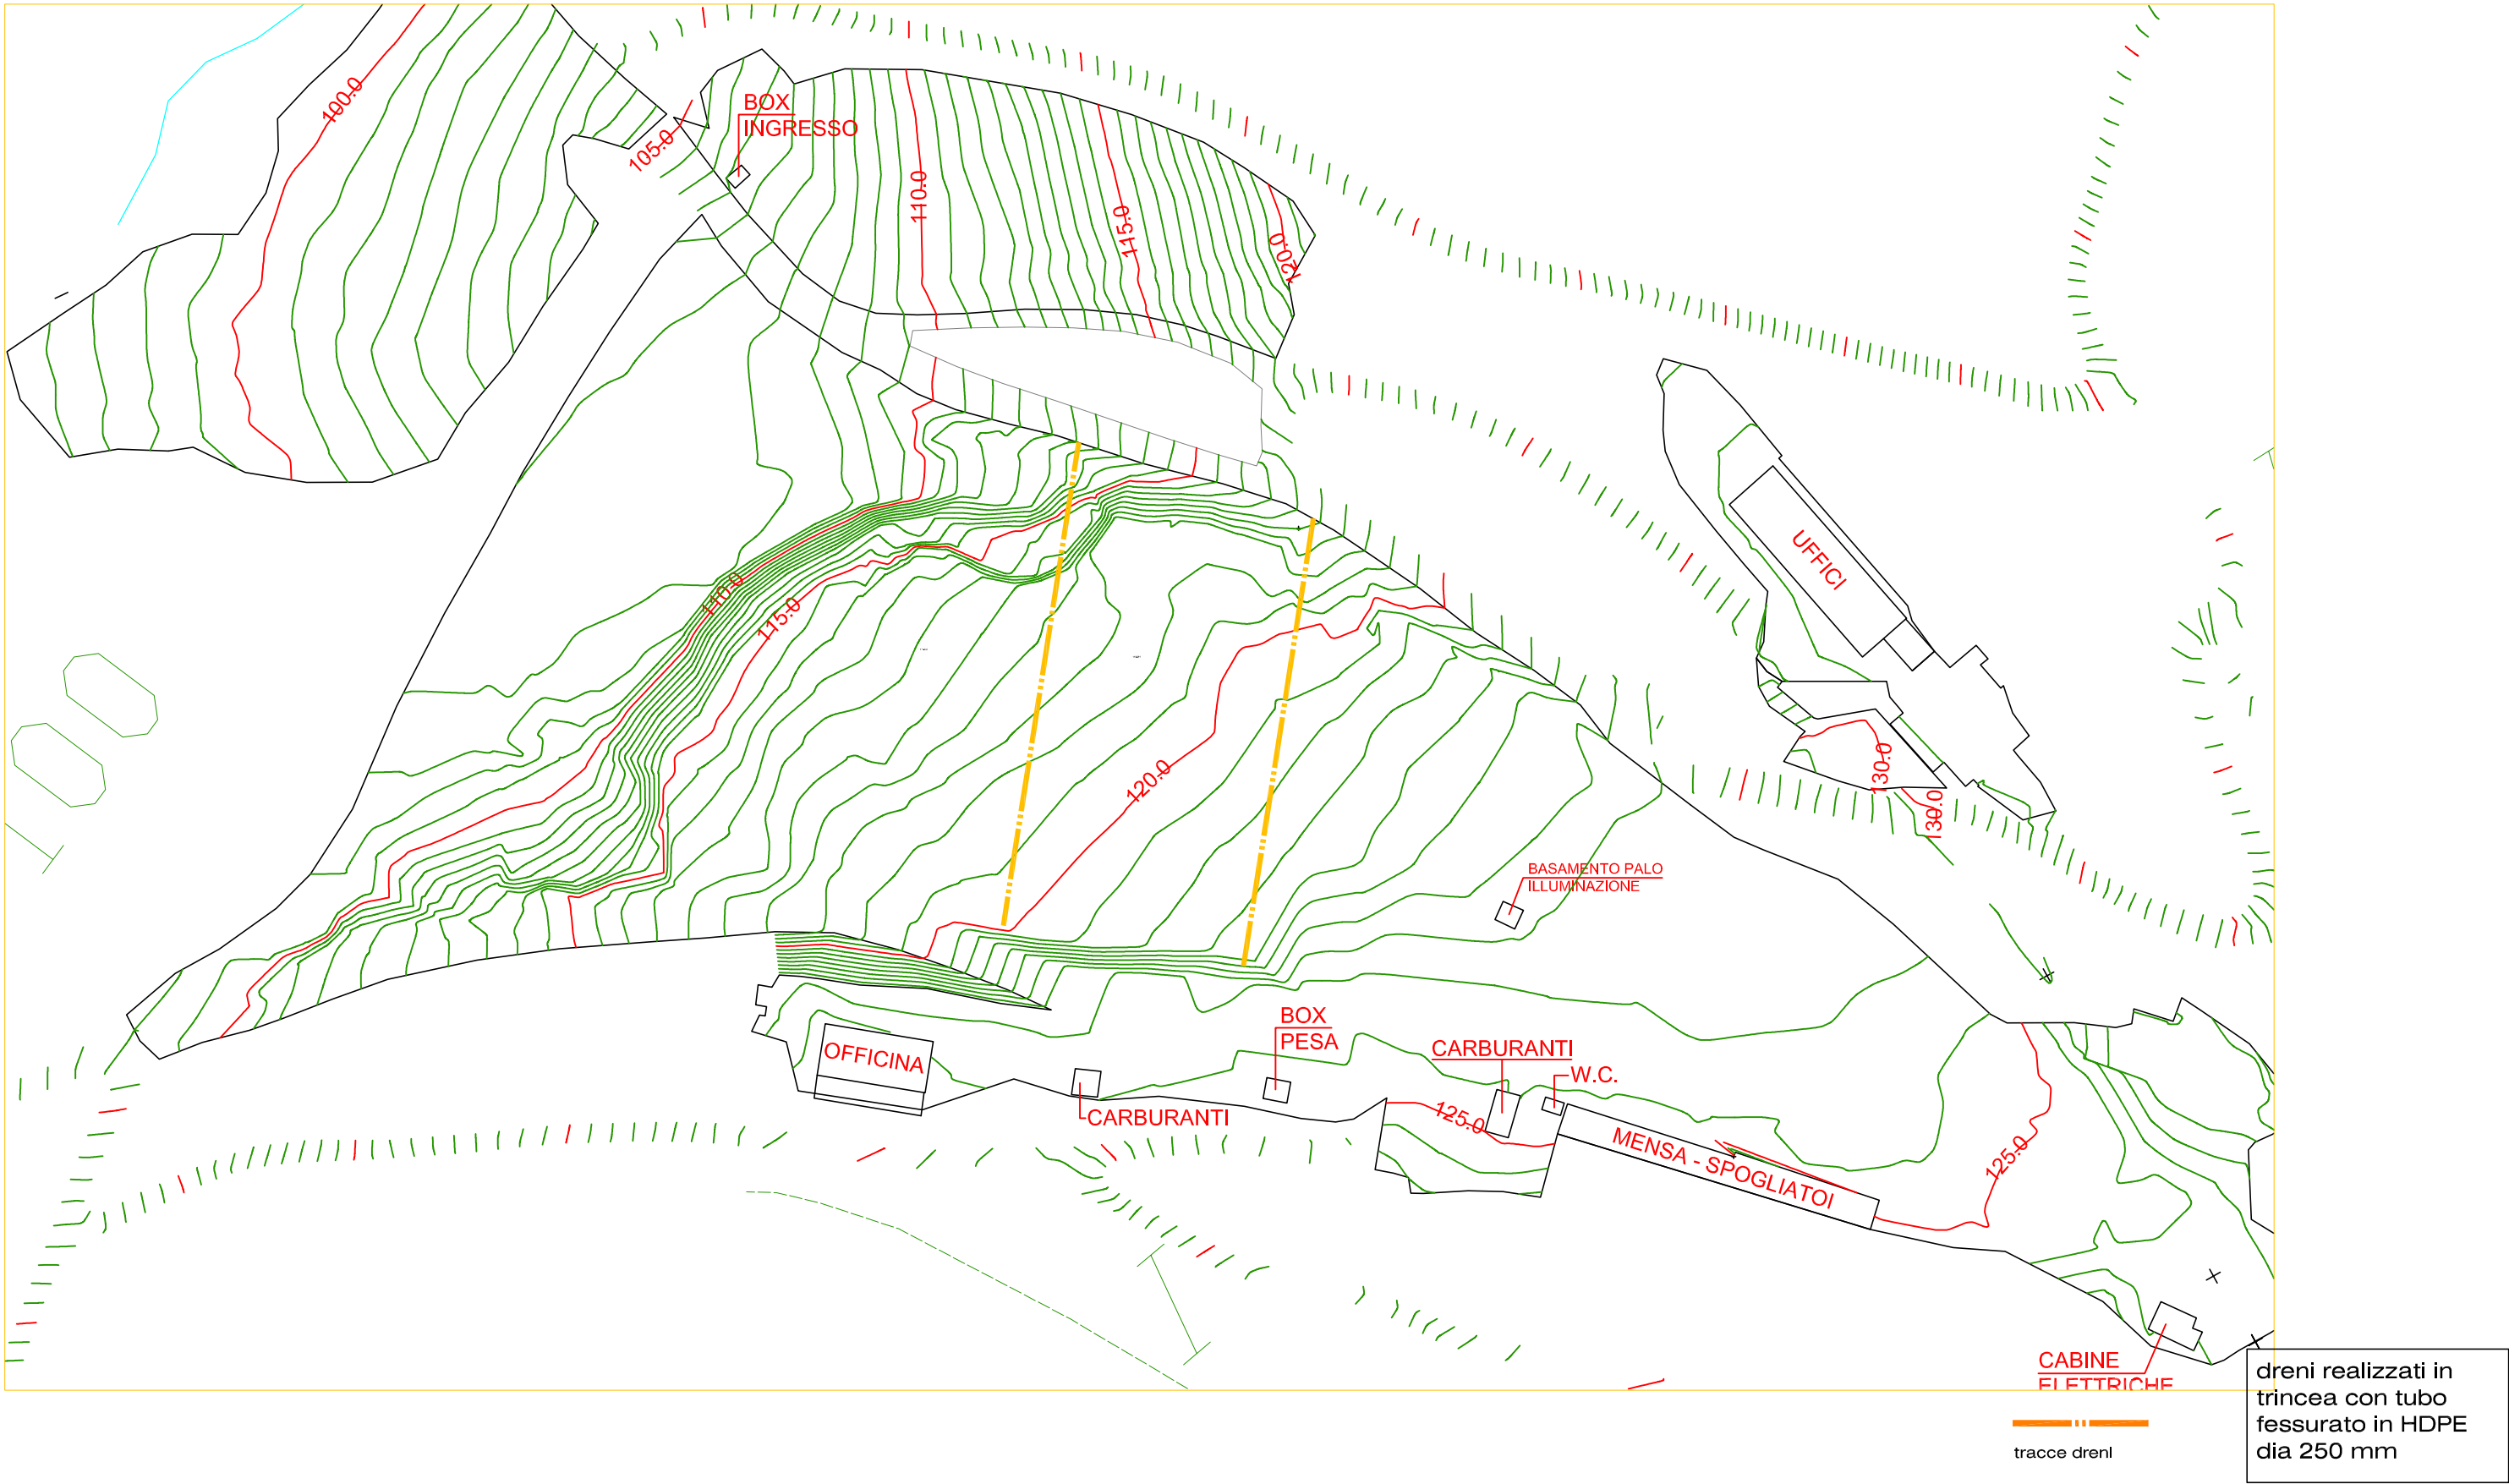 100.0
105.0
BOX
INGRESSO
110.0
115.0
120.0
UFFICI
110.0
115.0
120.0
130.0
130.0
BASAMENTO PALO
ILLUMINAZIONE
BOX
PESA
OFFICINA
CARBURANTI
W.C.
CARBURANTI
125.0
MENSA - SPOGLIATOI
125.0
CABINE
ELETTRICHE
dreni realizzati in
trincea con tubo
fessurato in HDPE
dia 250 mm
tracce drenI